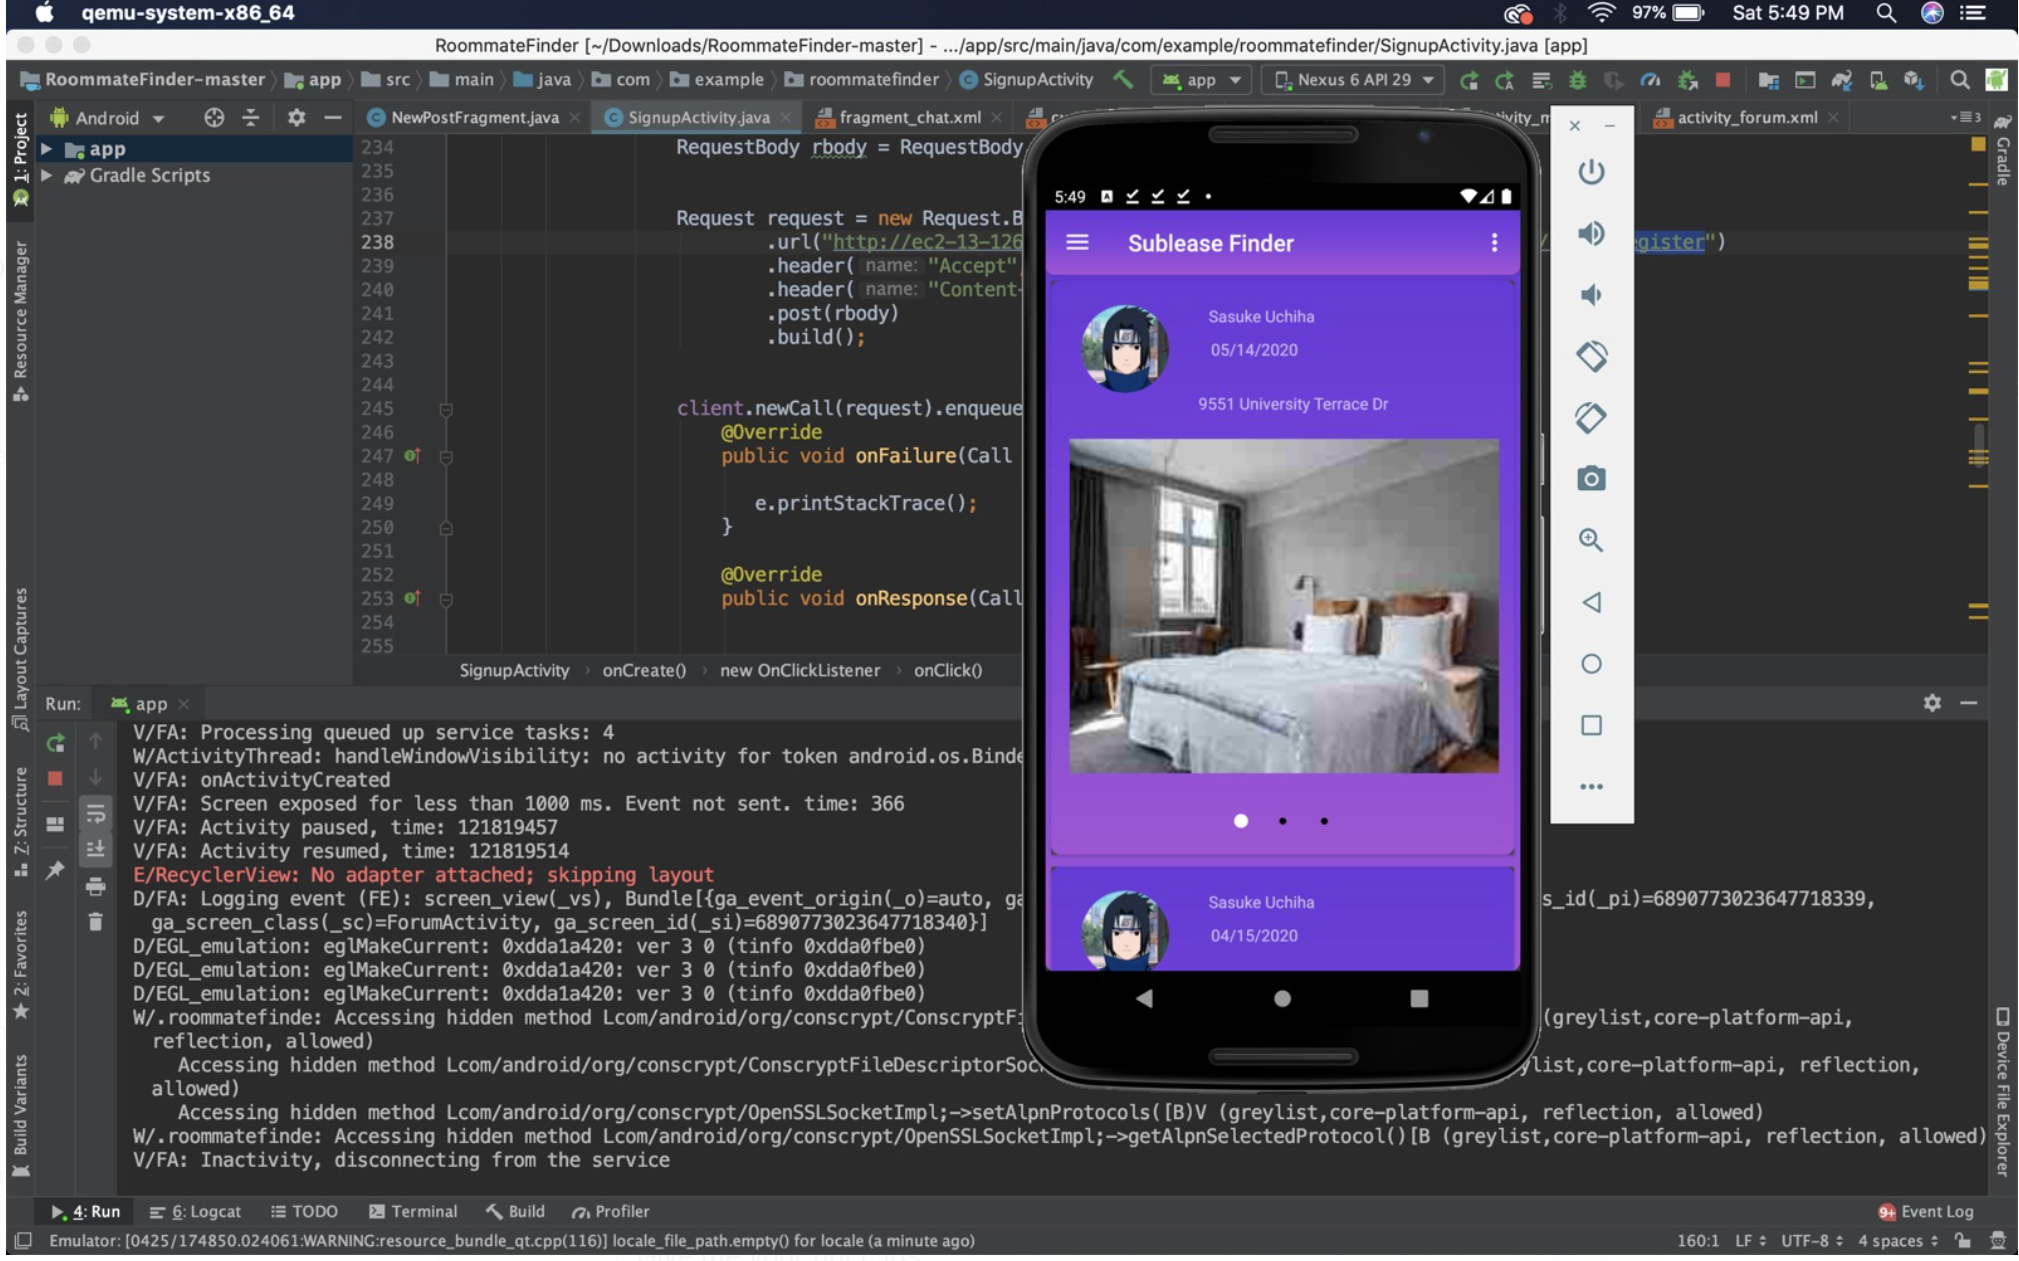 qemu-system-x86_64
97%
Sat 5:49 PM
RoommateFinder [~/Downloads/RoommateFinder-master] - .../app/src/main/java/com/example/roommatefinder/SignupActivity.java [app]
RoommateFinder-master app src main java com example roommatefinder SignupActivity
app
Nexus 6 API 29
1: Project
Android
NewPostFragment.java
SignupActivity.java
fragment_chat.xml
activity_forum.xml
3
Gradle
app
Gradle Scripts
Resource Manager
Layout Captures
Z: Structure
2: Favorites
Build Variants
234 RequestBody rbody = RequestBody
235
236
237 Request request = new Request.B
238 .url("http://ec2-13-126 gister")
239 .header( name: "Accept"
240 .header( name: "Content-
241 .post(rbody)
242 .build();
243
244
245 client.newCall(request).enqueue
246 @Override
247 public void onFailure(Call
248
249 e.printStackTrace();
250 }
251
252 @Override
253 public void onResponse(Call
254
255
SignupActivity onCreate() new OnClickListener onClick()
5:49
Sublease Finder
Sasuke Uchiha
05/14/2020
9551 University Terrace Dr
Sasuke Uchiha
04/15/2020
Run: app
V/FA: Processing queued up service tasks: 4
W/ActivityThread: handleWindowVisibility: no activity for token android.os.Binde
V/FA: onActivityCreated
V/FA: Screen exposed for less than 1000 ms. Event not sent. time: 366
V/FA: Activity paused, time: 121819457
V/FA: Activity resumed, time: 121819514
E/RecyclerView: No adapter attached; skipping layout
D/FA: Logging event (FE): screen_view(_vs), Bundle[{ga_event_origin(_o)=auto, ga s_id(_pi)=6890773023647718339,
ga_screen_class(_sc)=ForumActivity, ga_screen_id(_si)=6890773023647718340}]
D/EGL_emulation: eglMakeCurrent: 0xdda1a420: ver 3 0 (tinfo 0xdda0fbe0)
D/EGL_emulation: eglMakeCurrent: 0xdda1a420: ver 3 0 (tinfo 0xdda0fbe0)
D/EGL_emulation: eglMakeCurrent: 0xdda1a420: ver 3 0 (tinfo 0xdda0fbe0)
W/.roommatefinde: Accessing hidden method Lcom/android/org/conscrypt/ConscryptFi (greylist,core-platform-api,
reflection, allowed)
Accessing hidden method Lcom/android/org/conscrypt/ConscryptFileDescriptorSoc ylist,core-platform-api, reflection,
allowed)
Accessing hidden method Lcom/android/org/conscrypt/OpenSSLSocketImpl;->setAlpnProtocols([B)V (greylist,core-platform-api, reflection, allowed)
W/.roommatefinde: Accessing hidden method Lcom/android/org/conscrypt/OpenSSLSocketImpl;->getAlpnSelectedProtocol()[B (greylist,core-platform-api, reflection, allowed)
V/FA: Inactivity, disconnecting from the service
Device File Explorer
4: Run 6: Logcat TODO Terminal Build Profiler
9+ Event Log
Emulator: [0425/174850.024061:WARNING:resource_bundle_qt.cpp(116)] locale_file_path.empty() for locale (a minute ago)
160:1 LF UTF-8 4 spaces